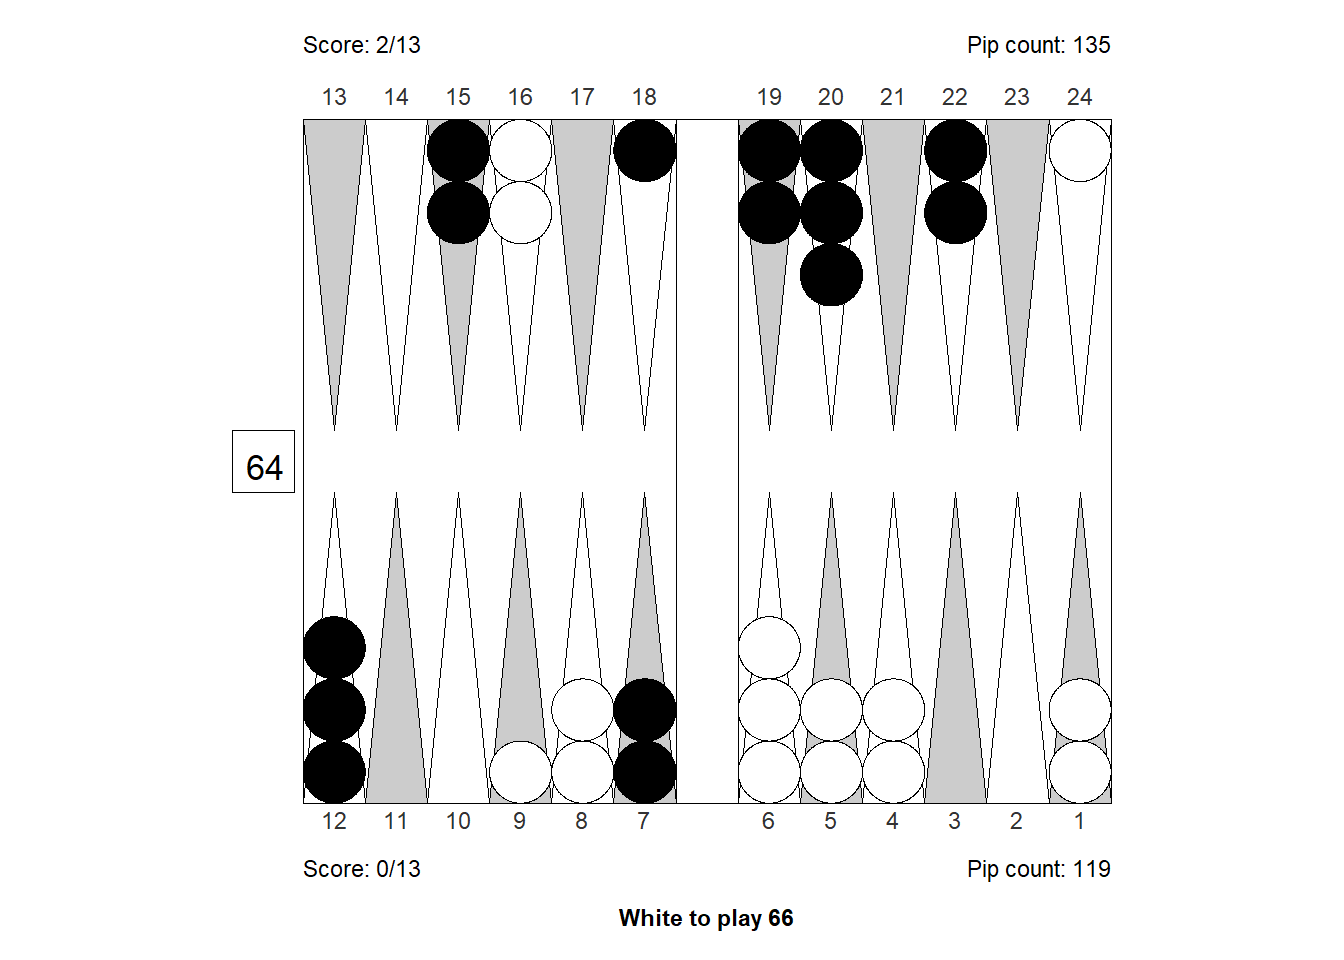 Score: 2/13 Pip count: 135
13 14 15 16 17 18 19 20 21 22 23 24
64
12 11 10 9 8 7 6 5 4 3 2 1
Score: 0/13 Pip count: 119
White to play 66